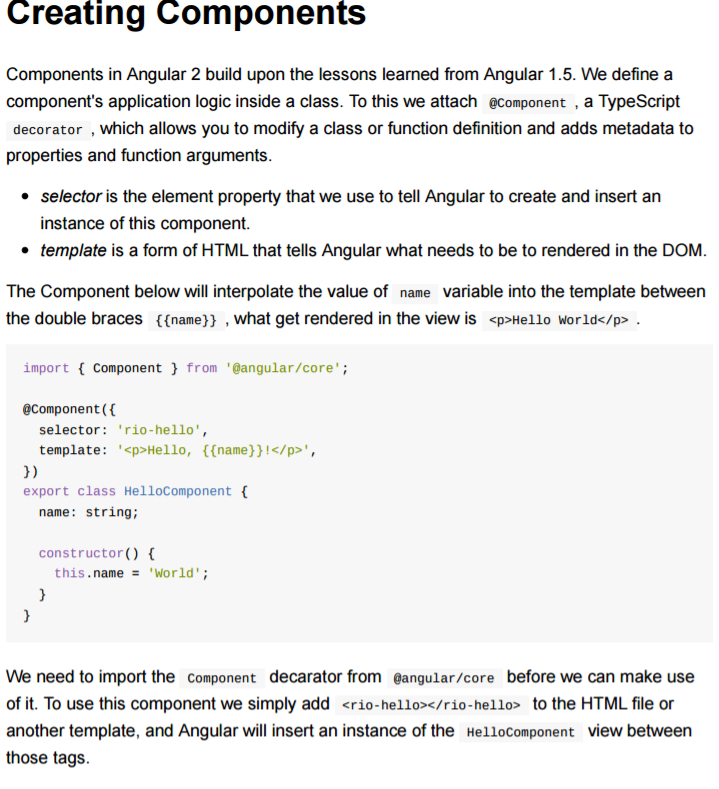 Creating Components
Components in Angular 2 build upon the lessons learned from Angular 1.5. We define a
component's application logic inside a class. To this we attach @Component , a TypeScript
decorator , which allows you to modify a class or function definition and adds metadata to
properties and function arguments.
• selector is the element property that we use to tell Angular to create and insert an
instance of this component.
• template is a form of HTML that tells Angular what needs to be to rendered in the DOM.
The Component below will interpolate the value of name variable into the template between
the double braces {{name}} , what get rendered in the view is <p>Hello World</p> .
import { Component } from '@angular/core';
@Component({
selector: 'rio-hello',
template: '<p>Hello, {{name}}!</p>',
})
export class HelloComponent {
name: string;
constructor() {
this.name = 'World';
}
}
We need to import the Component decarator from @angular/core before we can make use
of it. To use this component we simply add <rio-hello></rio-hello> to the HTML file or
another template, and Angular will insert an instance of the HelloComponent view between
those tags.